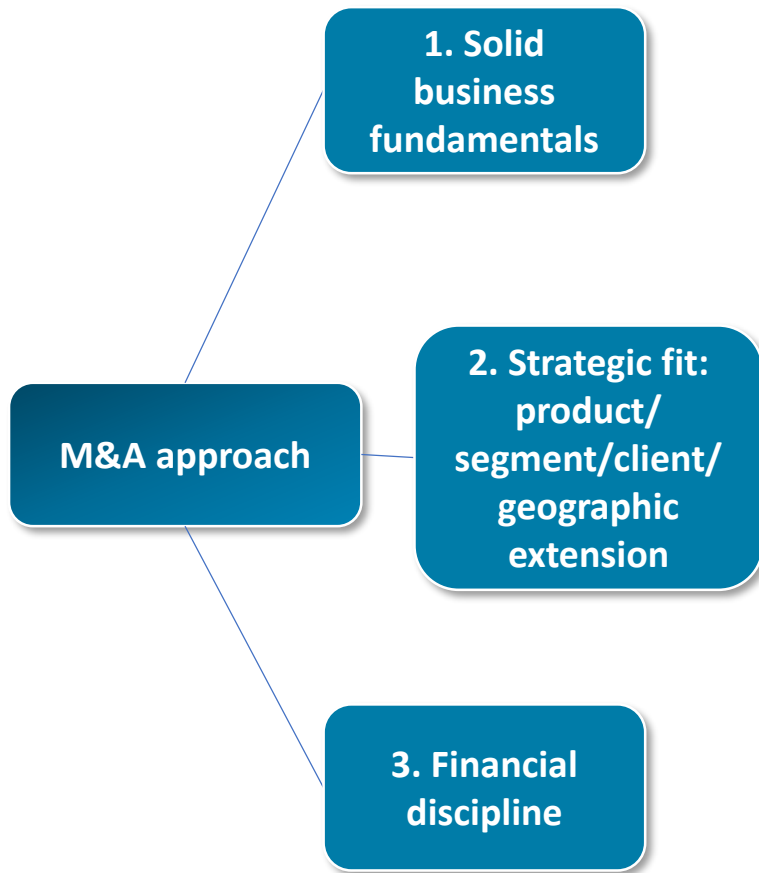 1. Solid
business
fundamentals
M&A approach
2. Strategic fit:
product/
segment/client/
geographic
extension
3. Financial
discipline